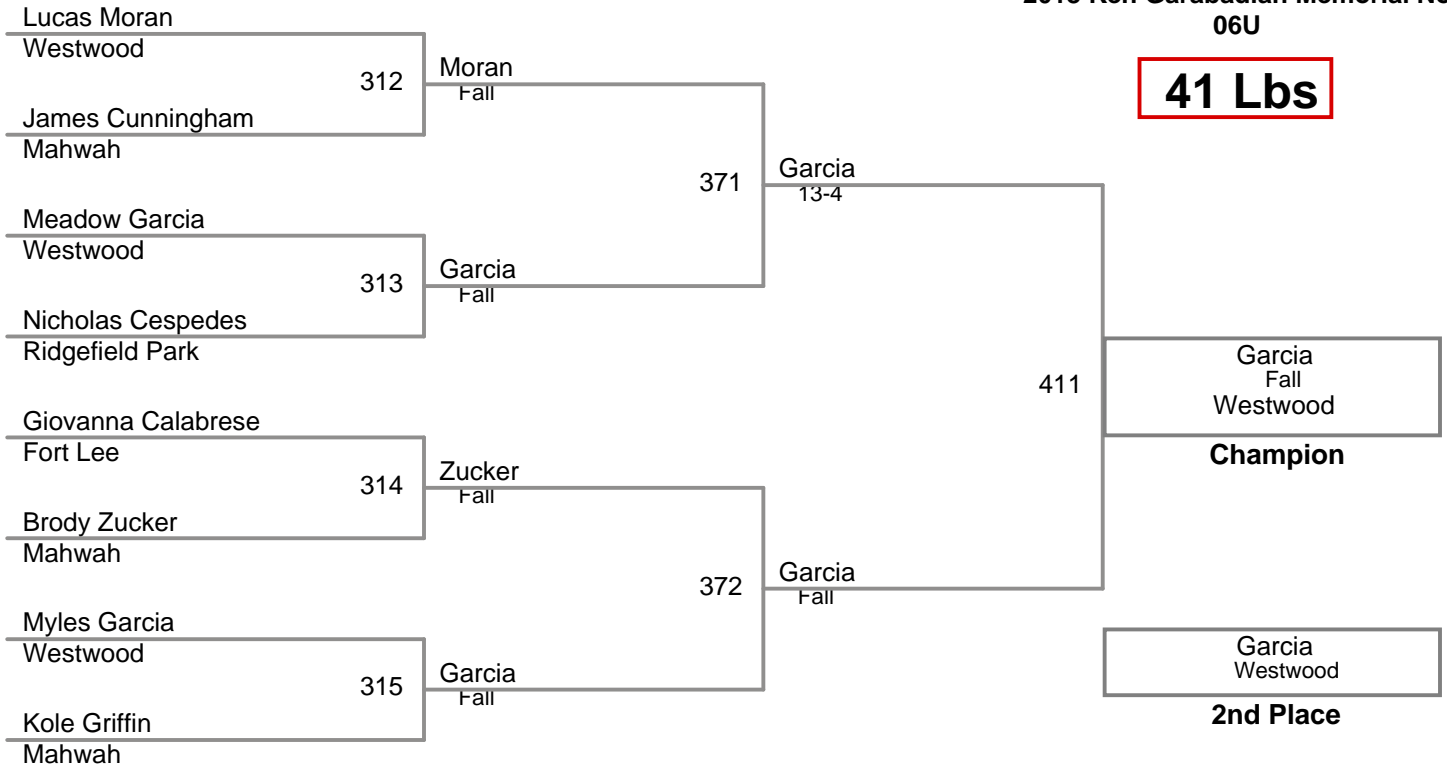 06U
41 Lbs
Lucas Moran
Westwood
312
Moran
Fall
James Cunningham
Mahwah
371
Garcia
13-4
Meadow Garcia
Westwood
313
Garcia
Fall
Nicholas Cespedes
Ridgefield Park
411
Garcia
Fall
Westwood
Champion
Giovanna Calabrese
Fort Lee
314
Zucker
Fall
Brody Zucker
Mahwah
372
Garcia
Fall
Myles Garcia
Westwood
315
Garcia
Fall
Kole Griffin
Mahwah
Garcia
Westwood
2nd Place